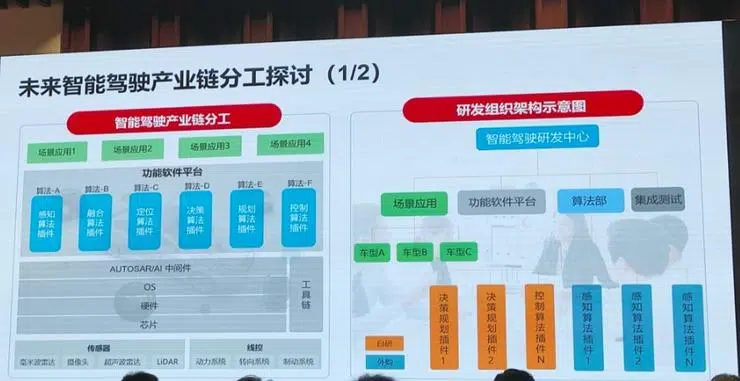 未来智能驾驶产业链分工探讨（1/2）
智能驾驶产业链分工
场景应用1
场景应用2
场景应用3
场景应用4
功能软件平台
算法-A
算法-B
算法-C
算法-D
算法-E
算法-F
感知算法插件
融合算法插件
定位算法插件
决策算法插件
规划算法插件
控制算法插件
AUTOSAR/AI 中间件
OS
硬件
芯片
工具链
传感器
毫米波雷达
摄像头
超声波雷达
LiDAR
线控
动力系统
转向系统
制动系统
研发组织架构示意图
智能驾驶研发中心
场景应用
功能软件平台
算法部
集成测试
车型A
车型B
车型C
决策规划插件1
决策规划插件2
控制算法插件N
感知算法插件1
感知算法插件2
感知算法插件N
自研
外购